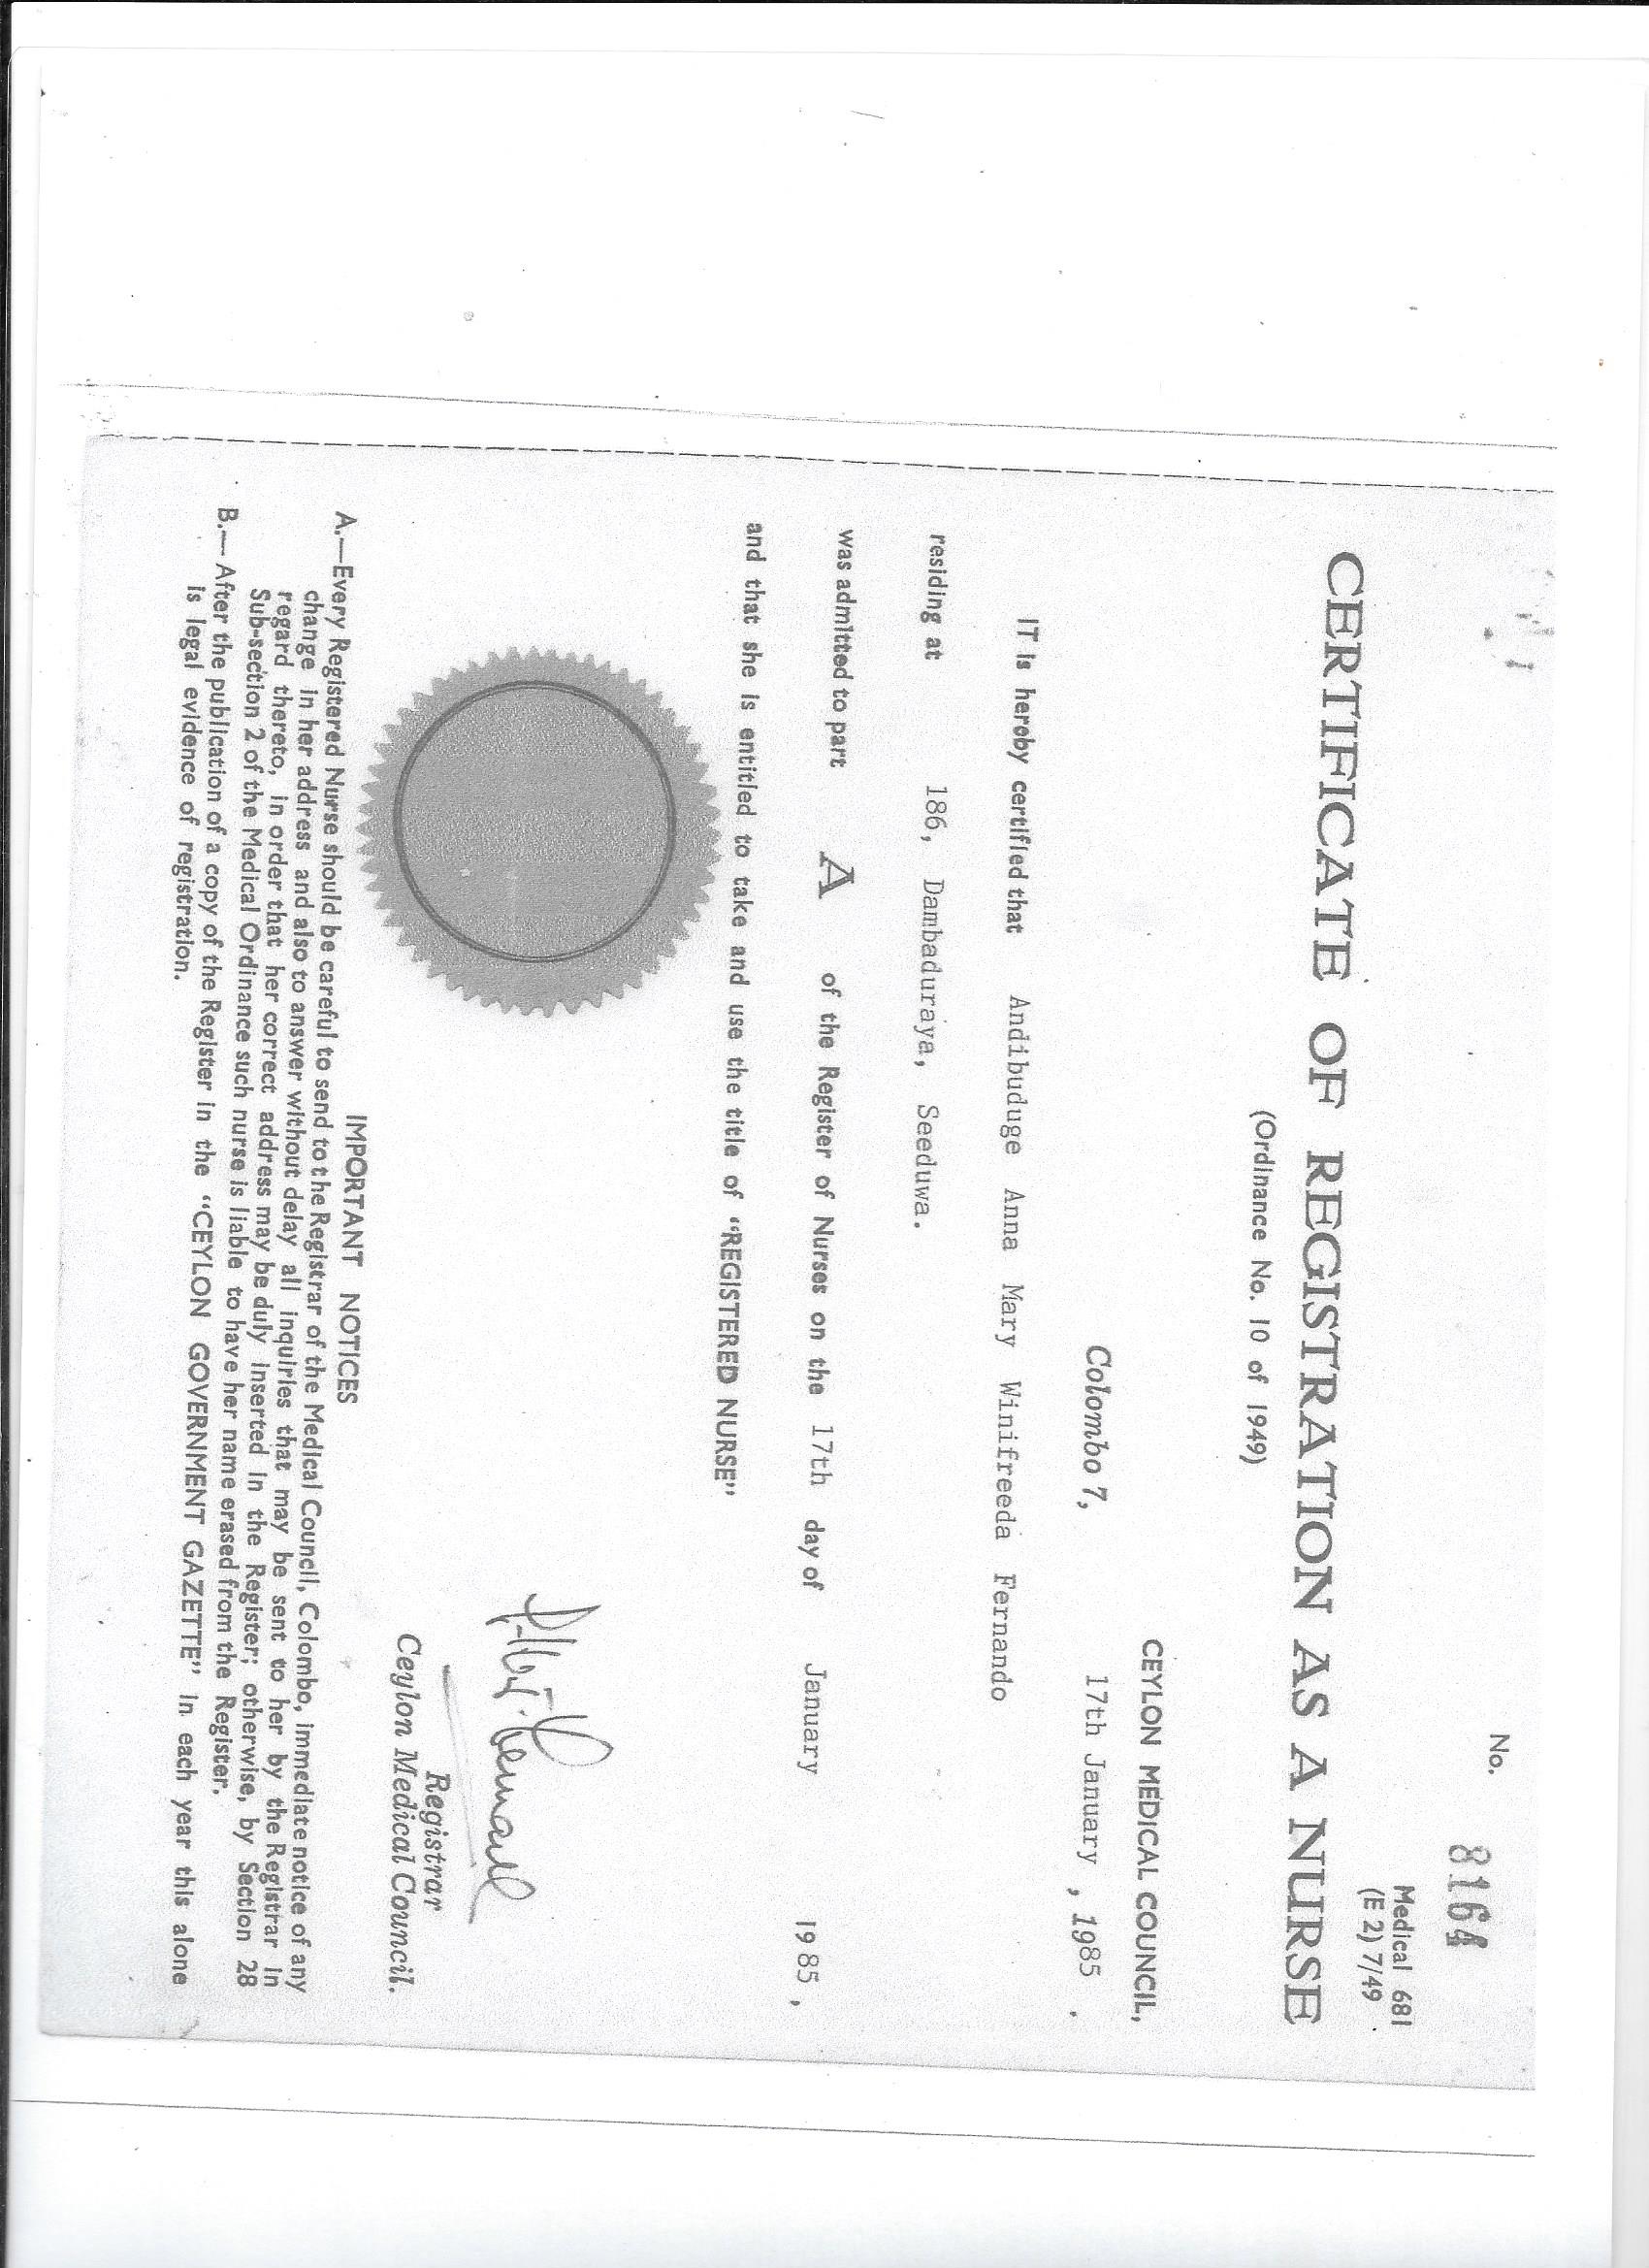 No. 8164
Medical 681
(E 2) 7/49
CERTIFICATE OF REGISTRATION AS A NURSE
(Ordinance No. 10 of 1949)
CEYLON MEDICAL COUNCIL,
Colombo 7, 17th January , 1985 .
IT is hereby certified that Andibuduge Anna Mary Winifreeda Fernando
residing at 186, Dambaduraya, Seeduwa.
was admitted to part A of the Register of Nurses on the 17th day of January 1985 ,
and that she is entitled to take and use the title of “REGISTERED NURSE”
Registrar
Ceylon Medical Council.
IMPORTANT NOTICES
A.—Every Registered Nurse should be careful to send to the Registrar of the Medical Council, Colombo, immediate notice of any
change in her address and also to answer without delay all inquiries that may be sent to her by the Registrar in
regard thereto, in order that her correct address may be duly inserted in the Register; otherwise, by Section 28
Sub-section 2 of the Medical Ordinance such nurse is liable to have her name erased from the Register.
B.— After the publication of a copy of the Register in the “CEYLON GOVERNMENT GAZETTE” in each year this alone
is legal evidence of registration.